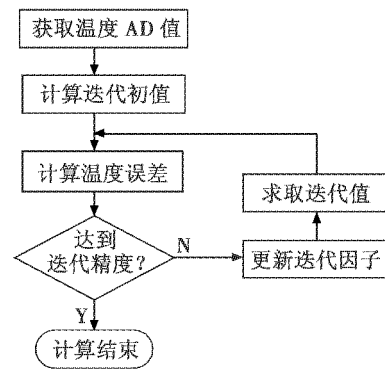 获取温度 AD 值
计算迭代初值
计算温度误差
达到
迭代精度？
N
求取迭代值
更新迭代因子
Y
计算结束